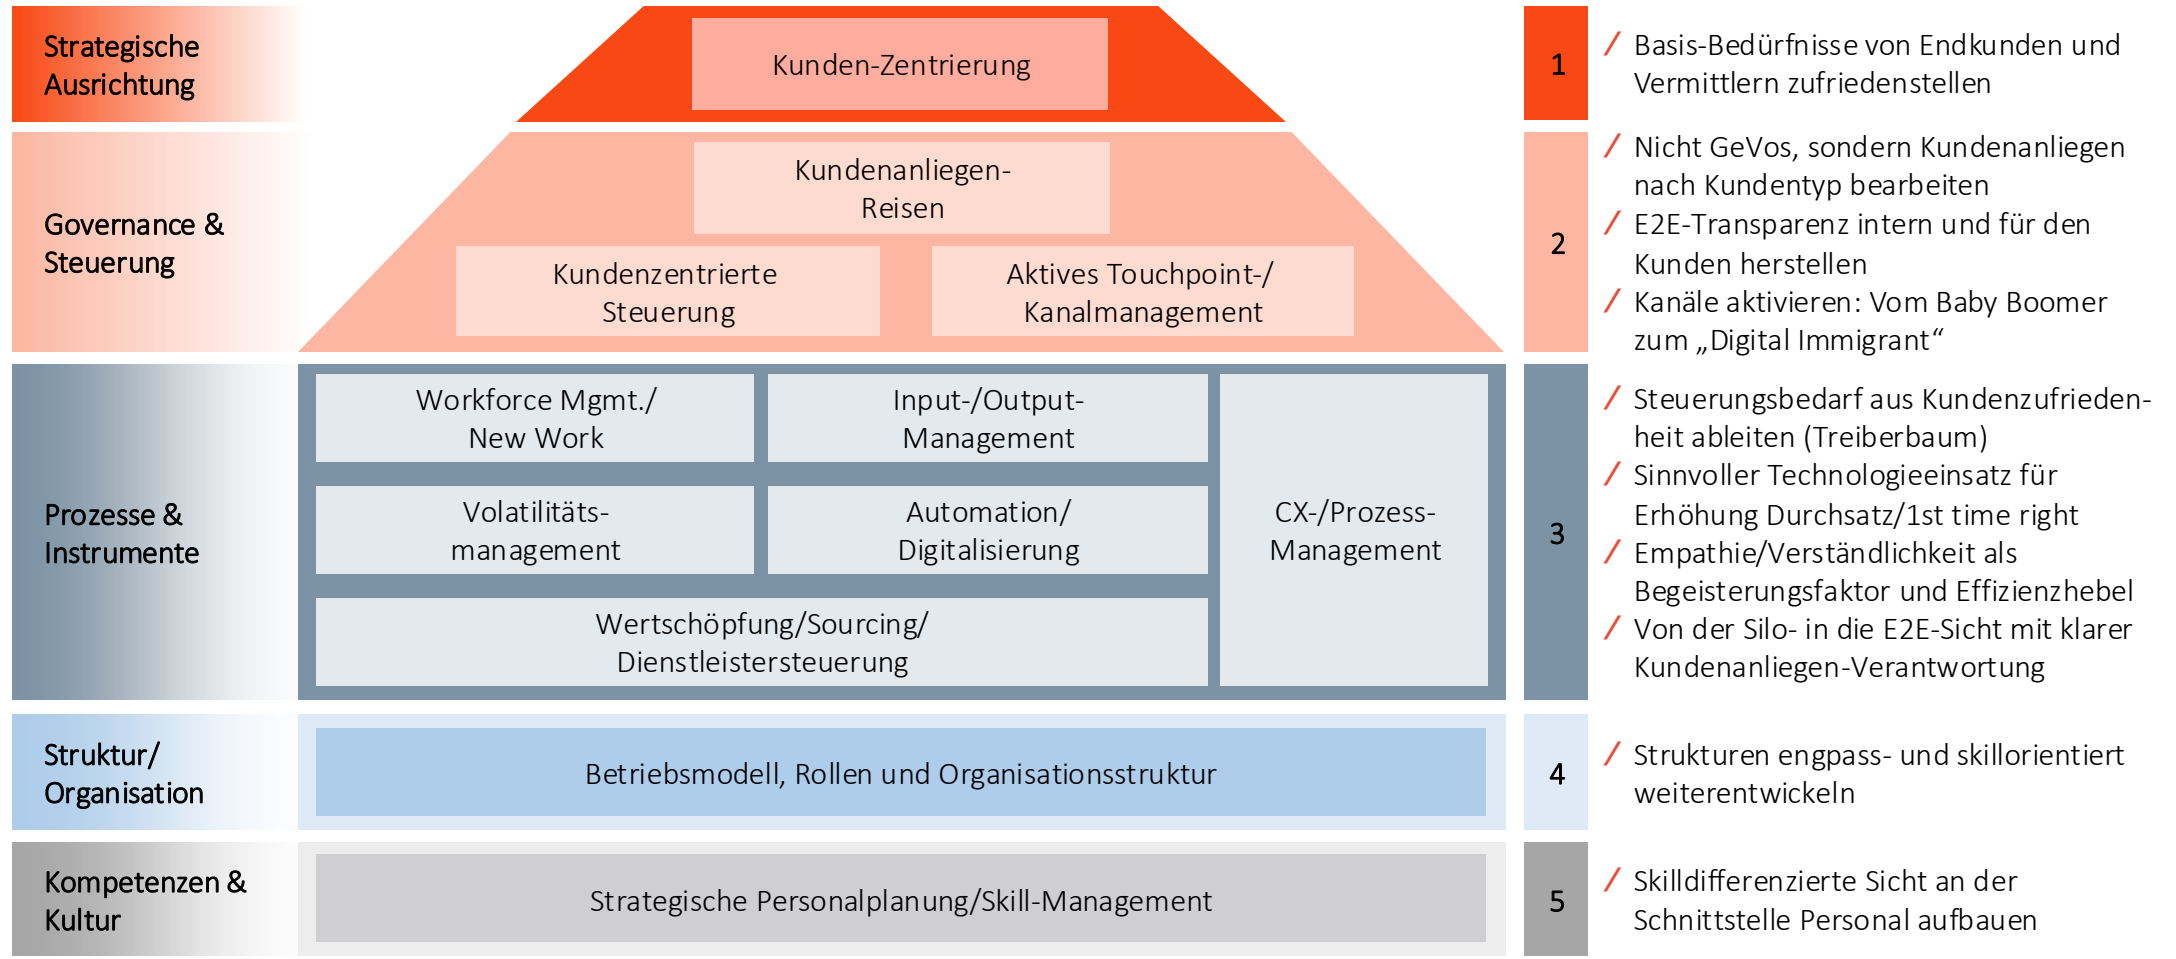 Strategische
Ausrichtung
Kunden-Zentrierung
1
/ Basis-Bedürfnisse von Endkunden und
Vermittlern zufriedenstellen
Governance &
Steuerung
Kundenanliegen-
Reisen
Kundenzentrierte
Steuerung
Aktives Touchpoint-/
Kanalmanagement
2
/ Nicht GeVos, sondern Kundenanliegen
nach Kundentyp bearbeiten
/ E2E-Transparenz intern und für den
Kunden herstellen
/ Kanäle aktivieren: Vom Baby Boomer
zum „Digital Immigrant“
Prozesse &
Instrumente
Workforce Mgmt./
New Work
Input-/Output-
Management
Volatilitäts-
management
Automation/
Digitalisierung
Wertschöpfung/Sourcing/
Dienstleistersteuerung
CX-/Prozess-
Management
3
/ Steuerungsbedarf aus Kundenzufrieden-
heit ableiten (Treiberbaum)
/ Sinnvoller Technologieeinsatz für
Erhöhung Durchsatz/1st time right
/ Empathie/Verständlichkeit als
Begeisterungsfaktor und Effizienzhebel
/ Von der Silo- in die E2E-Sicht mit klarer
Kundenanliegen-Verantwortung
Struktur/
Organisation
Betriebsmodell, Rollen und Organisationsstruktur
4
/ Strukturen engpass- und skillorientiert
weiterentwickeln
Kompetenzen &
Kultur
Strategische Personalplanung/Skill-Management
5
/ Skilldifferenzierte Sicht an der
Schnittstelle Personal aufbauen